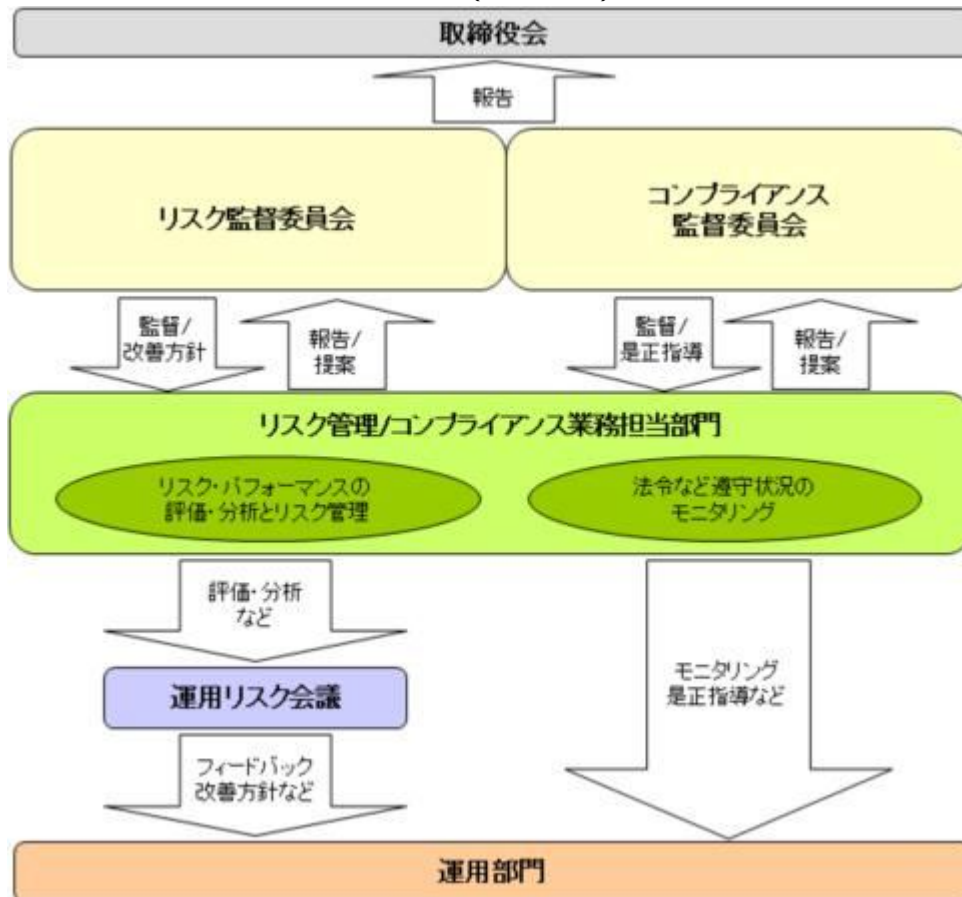 取締役会
報告
リスク監督委員会
コンプライアンス
監督委員会
監督/
改善方針
報告/
提案
監督/
是正指導
報告/
提案
リスク管理/コンプライアンス業務担当部門
リスク・パフォーマンスの
評価・分析とリスク管理
法令など遵守状況の
モニタリング
評価・分析
など
運用リスク会議
モニタリング
是正指導など
フィードバック
改善方針など
運用部門